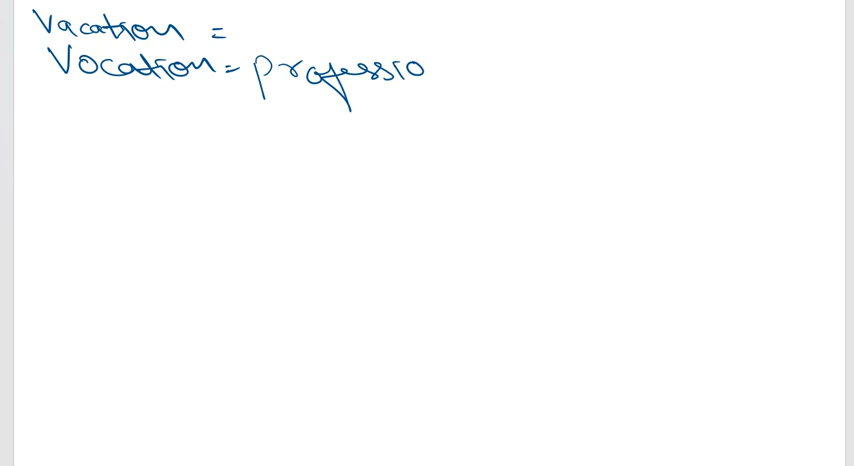 Vacation =
Vocation = professio